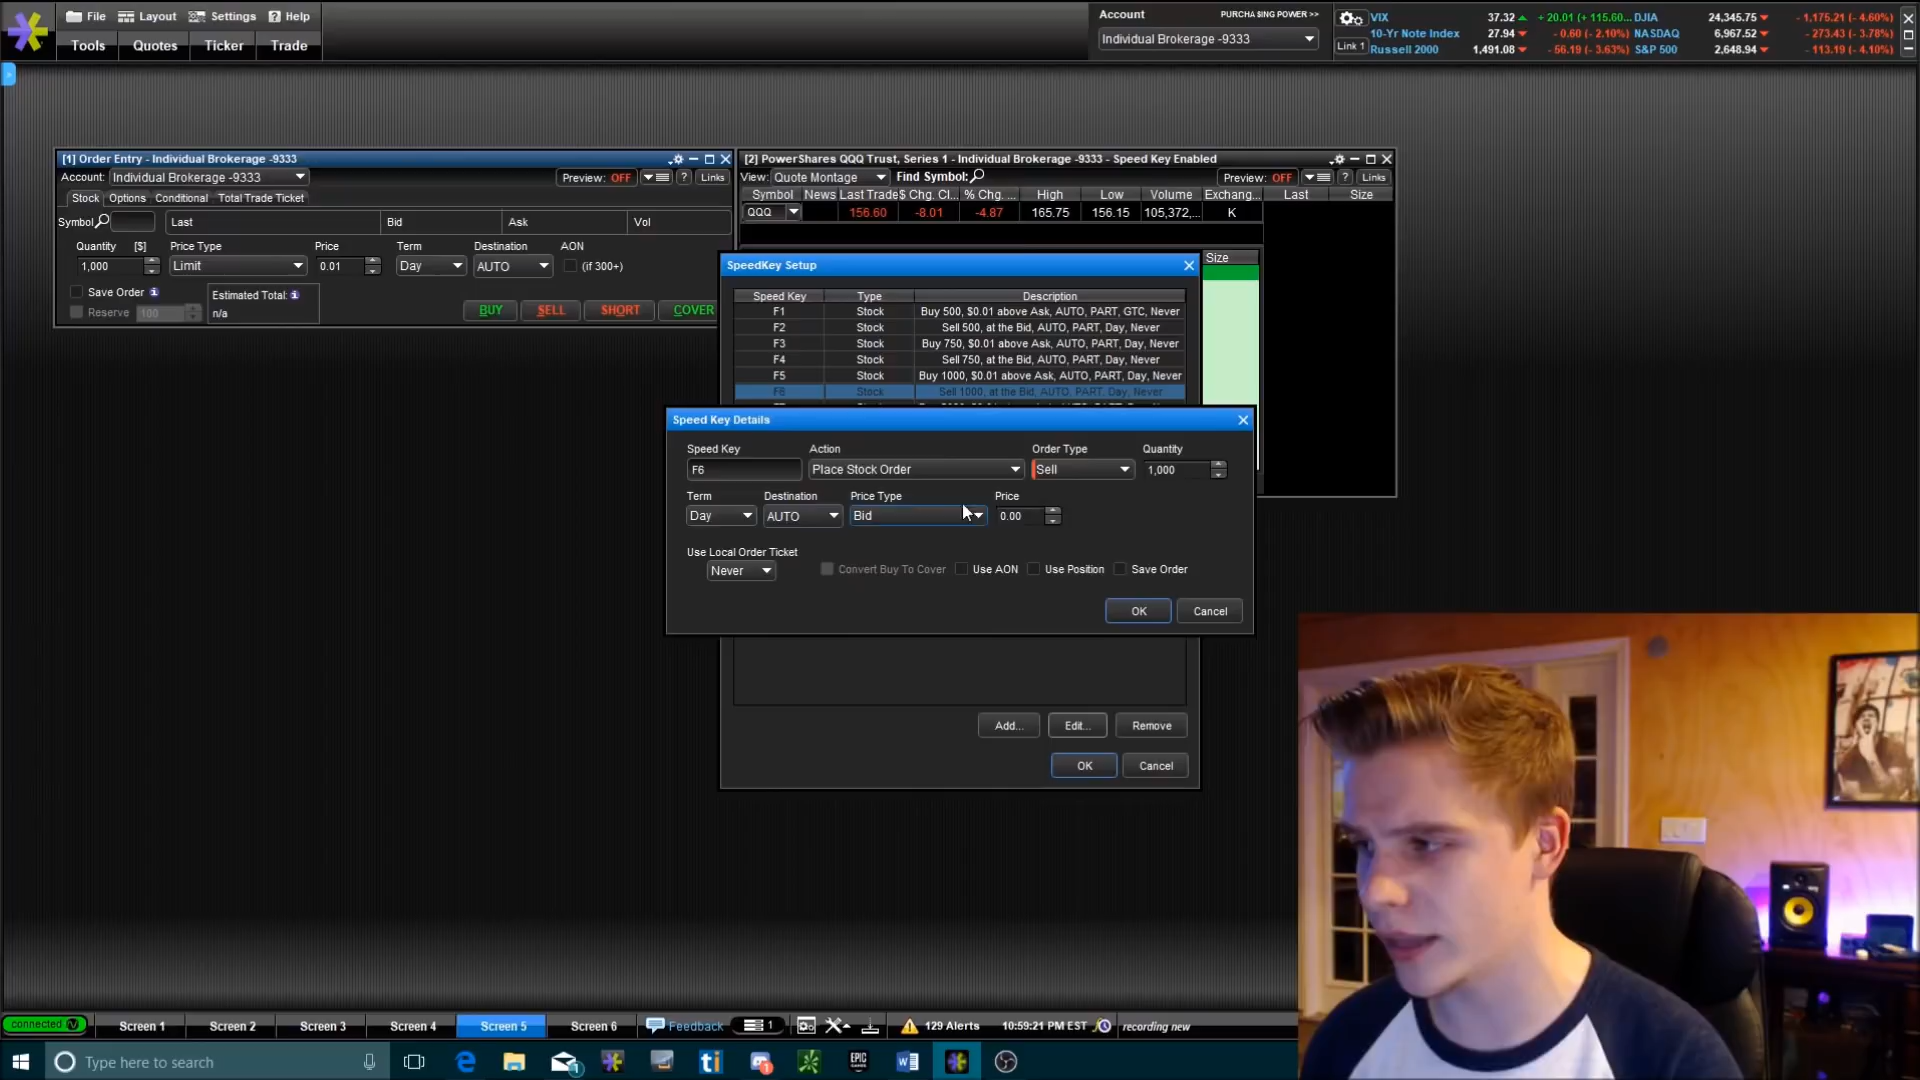 File Layout Settings ? Help
Tools Quotes Ticker Trade
Account PURCHASING POWER >>
Individual Brokerage -9333
Link 1
VIX 37.32 + 20.01 (+ 115.60... DJIA 24,345.75 - 1,175.21 (- 4.60%)
10-Yr Note Index 27.94 - 0.60 (- 2.10%) NASDAQ 6,967.52 - 273.43 (- 3.78%)
Russell 2000 1,491.08 - 56.19 (- 3.63%) S&P 500 2,648.94 - 113.19 (- 4.10%)
[1] Order Entry - Individual Brokerage -9333
Account: Individual Brokerage -9333 Preview: OFF ? Links
Stock Options Conditional Total Trade Ticket
Symbol Last Bid Ask Vol
Quantity [$] Price Type Price Term Destination AON
1,000 Limit 0.01 Day AUTO (if 300+)
Save Order Estimated Total:
Reserve 100 n/a
BUY SELL SHORT COVER
[2] PowerShares QQQ Trust, Series 1 - Individual Brokerage -9333 - Speed Key Enabled
View: Quote Montage Find Symbol: Preview: OFF ? Links
Symbol News Last Trade $ Chg. Cl... % Chg. ... High Low Volume Exchang... Last Size
QQQ 156.60 -8.01 -4.87 165.75 156.15 105,372,... K
Size
SpeedKey Setup
Speed Key Type Description
F1 Stock Buy 500, $0.01 above Ask, AUTO, PART, GTC, Never
F2 Stock Sell 500, at the Bid, AUTO, PART, Day, Never
F3 Stock Buy 750, $0.01 above Ask, AUTO, PART, Day, Never
F4 Stock Sell 750, at the Bid, AUTO, PART, Day, Never
F5 Stock Buy 1000, $0.01 above Ask, AUTO, PART, Day, Never
F6 Stock Sell 1000, at the Bid, AUTO, PART, Day, Never
Speed Key Details
Speed Key Action Order Type Quantity
F6 Place Stock Order Sell 1,000
Term Destination Price Type Price
Day AUTO Bid 0.00
Use Local Order Ticket
Never Convert Buy To Cover Use AON Use Position Save Order
OK Cancel
Add... Edit... Remove
OK Cancel
connected Screen 1 Screen 2 Screen 3 Screen 4 Screen 5 Screen 6 Feedback 1 129 Alerts 10:59:21 PM EST recording new
Type here to search